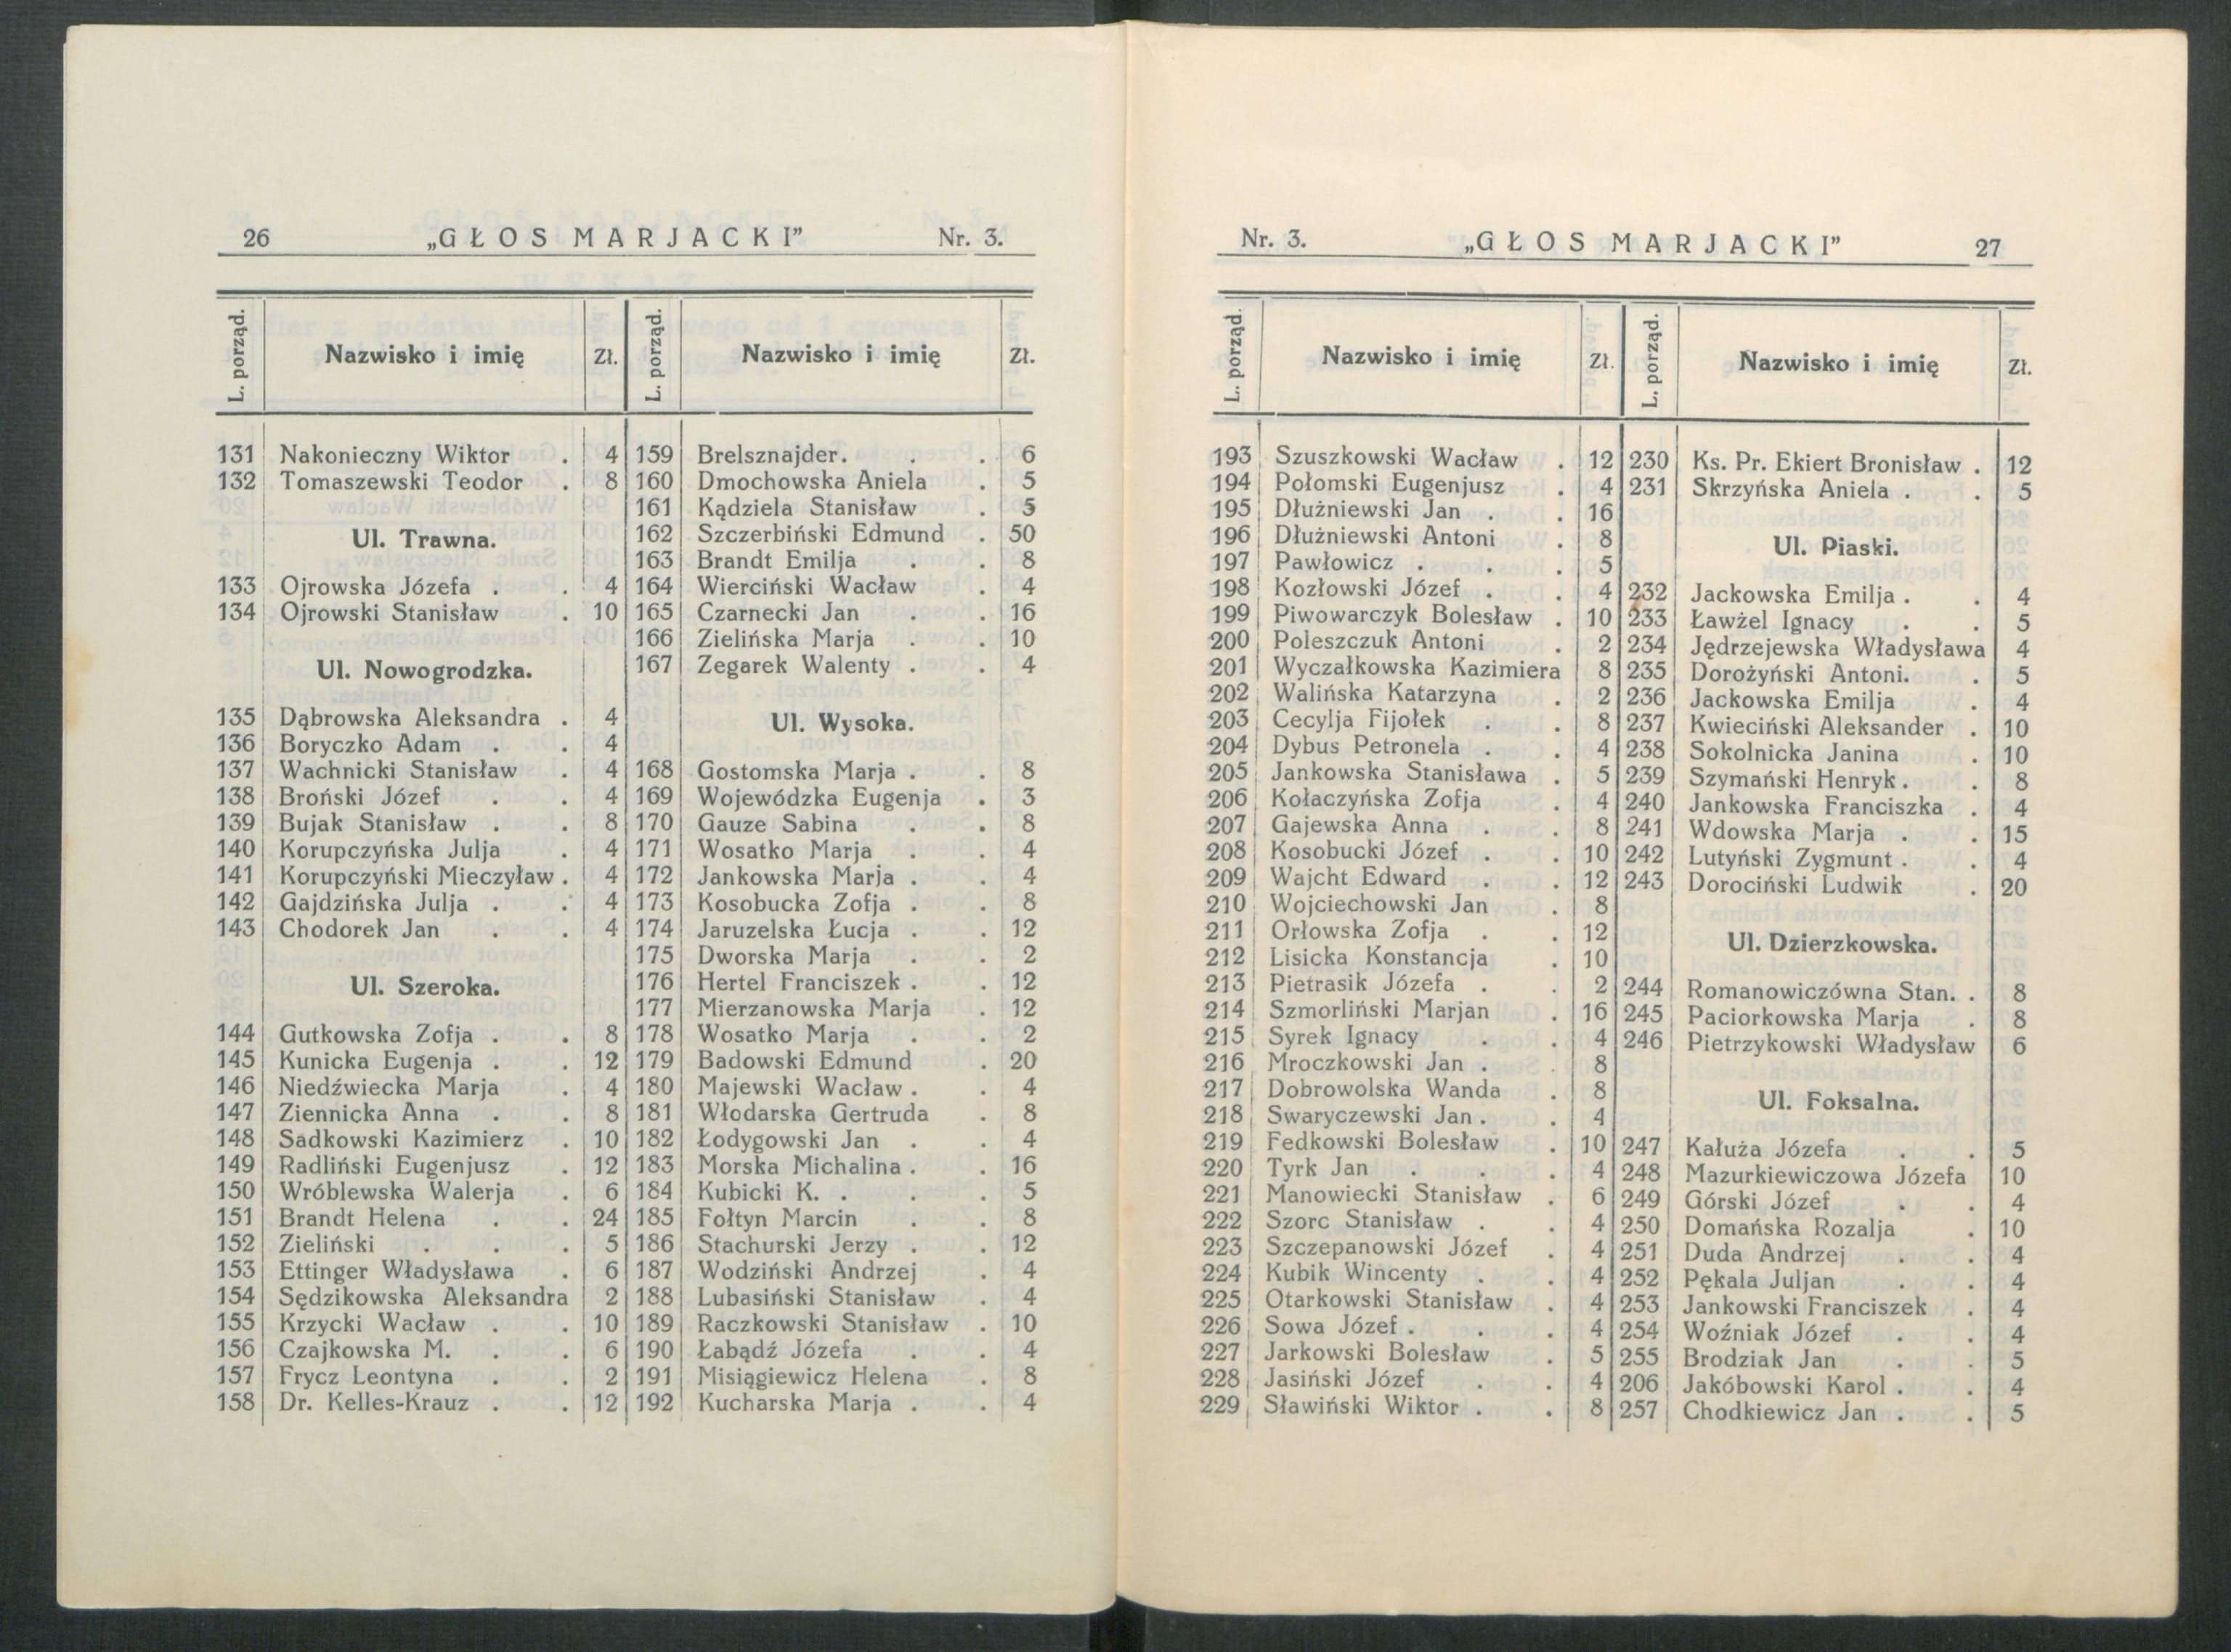 26 „GŁOS MARJACKI” Nr. 3.
L. porząd. Nazwisko i imię Zł.
131 Nakonieczny Wiktor . 4
132 Tomaszewski Teodor . 8
Ul. Trawna.
133 Ojrowska Józefa . . 4
134 Ojrowski Stanisław . 10
Ul. Nowogrodzka.
135 Dąbrowska Aleksandra . 4
136 Boryczko Adam . . 4
137 Wachnicki Stanisław . 4
138 Broński Józef . . 4
139 Bujak Stanisław . . 8
140 Korupczyńska Julja . 4
141 Korupczyński Mieczyław . 4
142 Gajdzińska Julja . . 4
143 Chodorek Jan . . 4
Ul. Szeroka.
144 Gutkowska Zofja . . 8
145 Kunicka Eugenja . . 12
146 Niedźwiecka Marja . 4
147 Ziennicka Anna . . 8
148 Sadkowski Kazimierz . 10
149 Radliński Eugenjusz . 12
150 Wróblewska Walerja . 6
151 Brandt Helena . . 24
152 Zieliński . . . 5
153 Ettinger Władysława . 6
154 Sędzikowska Aleksandra 2
155 Krzycki Wacław . . 10
156 Czajkowska M. . . 6
157 Frycz Leontyna . . 2
158 Dr. Kelles-Krauz . . 12
L. porząd. Nazwisko i imię Zł.
159 Brelsznajder. . . 6
160 Dmochowska Aniela . 5
161 Kądziela Stanisław . 5
162 Szczerbiński Edmund . 50
163 Brandt Emilja . . 8
164 Wierciński Wacław . 4
165 Czarnecki Jan . . 16
166 Zielińska Marja . . 10
167 Zegarek Walenty . . 4
Ul. Wysoka.
168 Gostomska Marja . . 8
169 Wojewódzka Eugenja . 3
170 Gauze Sabina . . 8
171 Wosatko Marja . . 4
172 Jankowska Marja . . 4
173 Kosobucka Zofja . . 8
174 Jaruzelska Łucja . . 12
175 Dworska Marja . . 2
176 Hertel Franciszek . . 12
177 Mierzanowska Marja . 12
178 Wosatko Marja . . 2
179 Badowski Edmund . 20
180 Majewski Wacław . . 4
181 Włodarska Gertruda . 8
182 Łodygowski Jan . . 4
183 Morska Michalina . . 16
184 Kubicki K. . . . 5
185 Fołtyn Marcin . . 8
186 Stachurski Jerzy . . 12
187 Wodziński Andrzej . 4
188 Lubasiński Stanisław . 4
189 Raczkowski Stanisław . 10
190 Łabądź Józefa . . 4
191 Misiągiewicz Helena . 8
192 Kucharska Marja . . 4
Nr. 3. „GŁOS MARJACKI” 27
L. porząd. Nazwisko i imię Zł.
193 Szuszkowski Wacław . 12
194 Połomski Eugenjusz . 4
195 Dłużniewski Jan . . 16
196 Dłużniewski Antoni . 8
197 Pawłowicz . . . 5
198 Kozłowski Józef . . 4
199 Piwowarczyk Bolesław . 10
200 Poleszczuk Antoni . 2
201 Wyczałkowska Kazimiera 8
202 Walińska Katarzyna . 2
203 Cecylja Fijołek . . 8
204 Dybus Petronela . . 4
205 Jankowska Stanisława . 5
206 Kołaczyńska Zofja . 4
207 Gajewska Anna . . 8
208 Kosobucki Józef . . 10
209 Wajcht Edward . . 12
210 Wojciechowski Jan . 8
211 Orłowska Zofja . . 12
212 Lisicka Konstancja . 10
213 Pietrasik Józefa . . 2
214 Szmorliński Marjan . 16
215 Syrek Ignacy . . 4
216 Mroczkowski Jan . . 8
217 Dobrowolska Wanda . 8
218 Swaryczewski Jan . . 4
219 Fedkowski Bolesław . 10
220 Tyrk Jan . . . 4
221 Manowiecki Stanisław . 6
222 Szorc Stanisław . . 4
223 Szczepanowski Józef . 4
224 Kubik Wincenty . . 4
225 Otarkowski Stanisław . 4
226 Sowa Józef . . . 4
227 Jarkowski Bolesław . 5
228 Jasiński Józef . . 4
229 Sławiński Wiktor . . 8
L. porząd. Nazwisko i imię Zł.
230 Ks. Pr. Ekiert Bronisław . 12
231 Skrzyńska Aniela . . 5
Ul. Piaski.
232 Jackowska Emilja . . 4
233 Ławżel Ignacy . . 5
234 Jędrzejewska Władysława 4
235 Dorożyński Antoni. . 5
236 Jackowska Emilja . 4
237 Kwieciński Aleksander . 10
238 Sokolnicka Janina . 10
239 Szymański Henryk . . 8
240 Jankowska Franciszka . 4
241 Wdowska Marja . . 15
242 Lutyński Zygmunt . . 4
243 Dorociński Ludwik . 20
Ul. Dzierzkowska.
244 Romanowiczówna Stan. . 8
245 Paciorkowska Marja . 8
246 Pietrzykowski Władysław 6
Ul. Foksalna.
247 Kałuża Józefa . . 5
248 Mazurkiewiczowa Józefa 10
249 Górski Józef . . 4
250 Domańska Rozalja . 10
251 Duda Andrzej . . 4
252 Pękala Juljan . . 4
253 Jankowski Franciszek . 4
254 Woźniak Józef . . 4
255 Brodziak Jan . . 5
206 Jakóbowski Karol . . 4
257 Chodkiewicz Jan . . 5